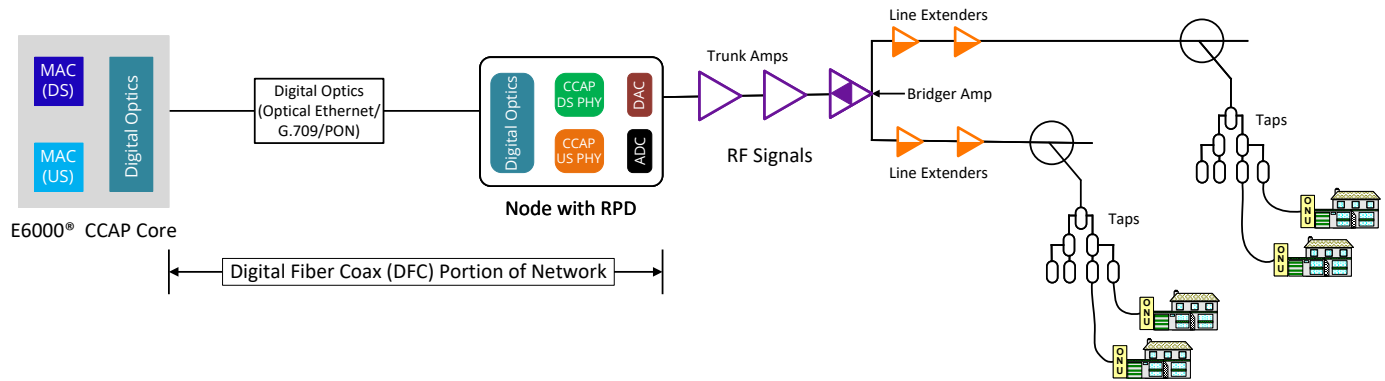 MAC
(DS)
MAC
(US)
Digital Optics
E6000® CCAP Core
Digital Optics
(Optical Ethernet/
G.709/PON)
Digital Optics
CCAP
DS PHY
CCAP
US PHY
DAC
ADC
Node with RPD
Digital Fiber Coax (DFC) Portion of Network
Trunk Amps
RF Signals
Line Extenders
Bridger Amp
Line Extenders
Taps
ONU
ONU
Taps
ONU
ONU